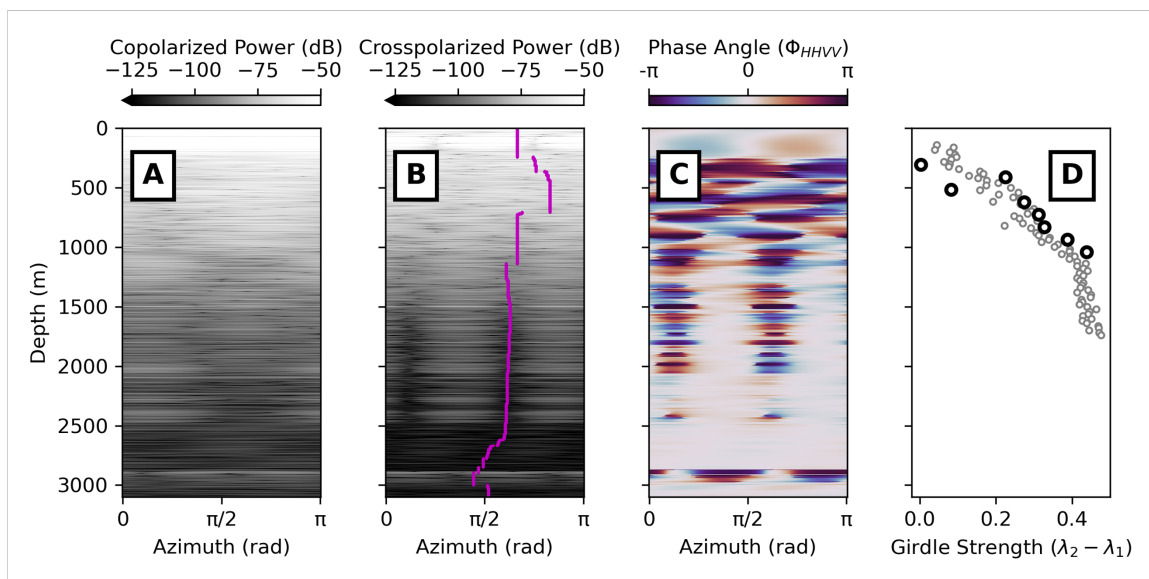 Copolarized Power (dB) Crosspolarized Power (dB) Phase Angle (Φ_HHVV)
−125 −100 −75 −50 −125 −100 −75 −50 -π 0 π
A B C D
0
500
1000
1500
2000
2500
3000
Depth (m)
0 π/2 π 0 π/2 π 0 π/2 π 0.0 0.2 0.4
Azimuth (rad) Azimuth (rad) Azimuth (rad) Girdle Strength (λ₂ − λ₁)